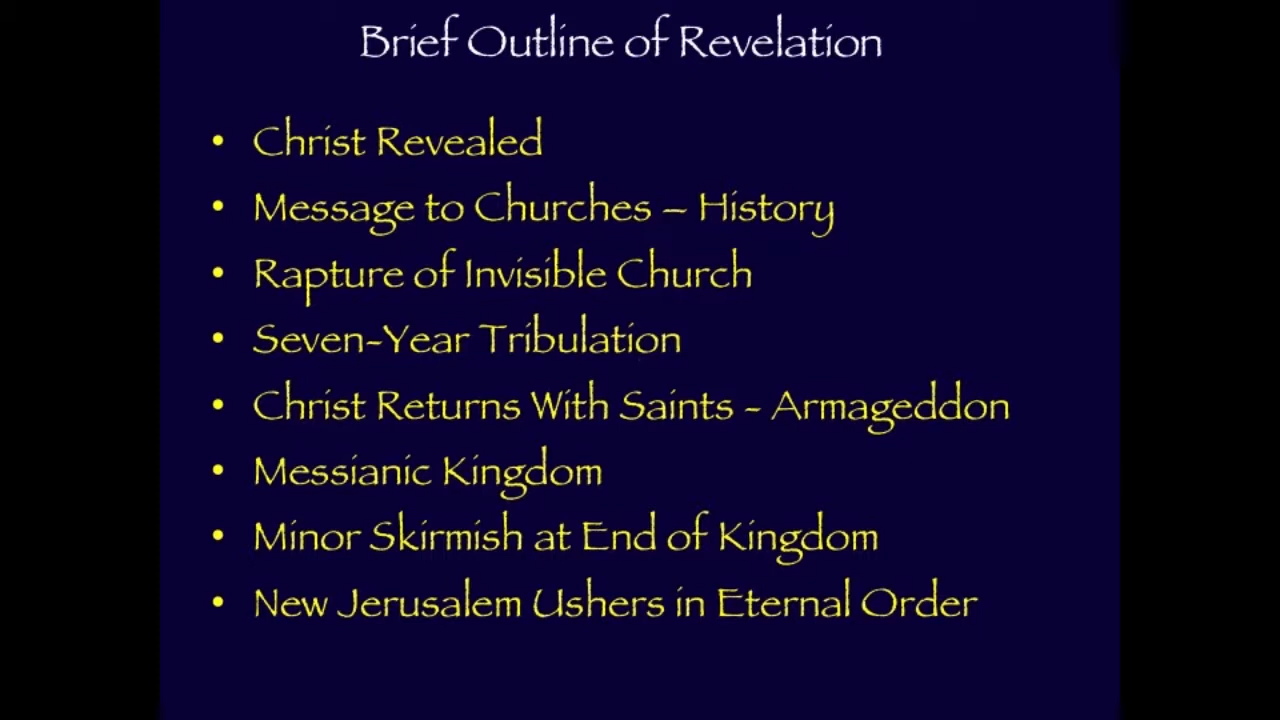 Brief Outline of Revelation
• Christ Revealed
• Message to Churches – History
• Rapture of Invisible Church
• Seven-Year Tribulation
• Christ Returns With Saints - Armageddon
• Messianic Kingdom
• Minor Skirmish at End of Kingdom
• New Jerusalem Ushers in Eternal Order